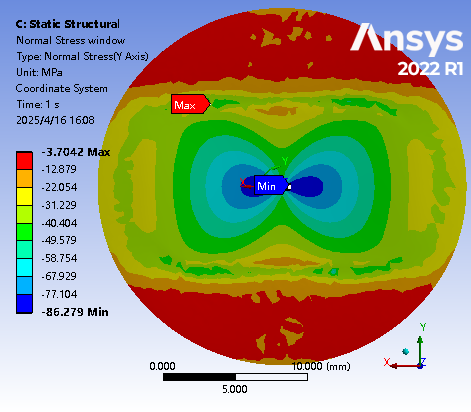 C: Static Structural
Normal Stress window
Type: Normal Stress(Y Axis)
Unit: MPa
Coordinate System
Time: 1 s
2025/4/16 16:08
Ansys
2022 R1
-3.7042 Max
-12.879
-22.054
-31.229
-40.404
-49.579
-58.754
-67.929
-77.104
-86.279 Min
Max
Y
Min
0.000
10.000 (mm)
5.000
Y
X
Z